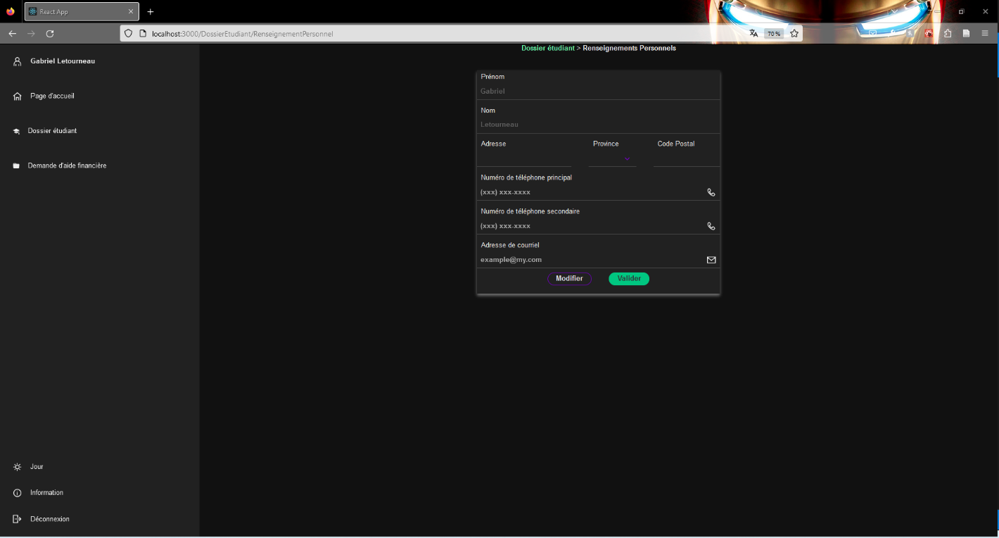 React App
localhost:3000/DossierEtudiant/RenseignementPersonnel
70 %
Gabriel Letourneau
Page d'accueil
Dossier étudiant
Demande d'aide financière
Jour
Information
Déconnexion
Dossier étudiant > Renseignements Personnels
Prénom
Gabriel
Nom
Letourneau
Adresse Province Code Postal
Numéro de téléphone principal
(xxx) xxx-xxxx
Numéro de téléphone secondaire
(xxx) xxx-xxxx
Adresse de courriel
example@my.com
Modifier Valider